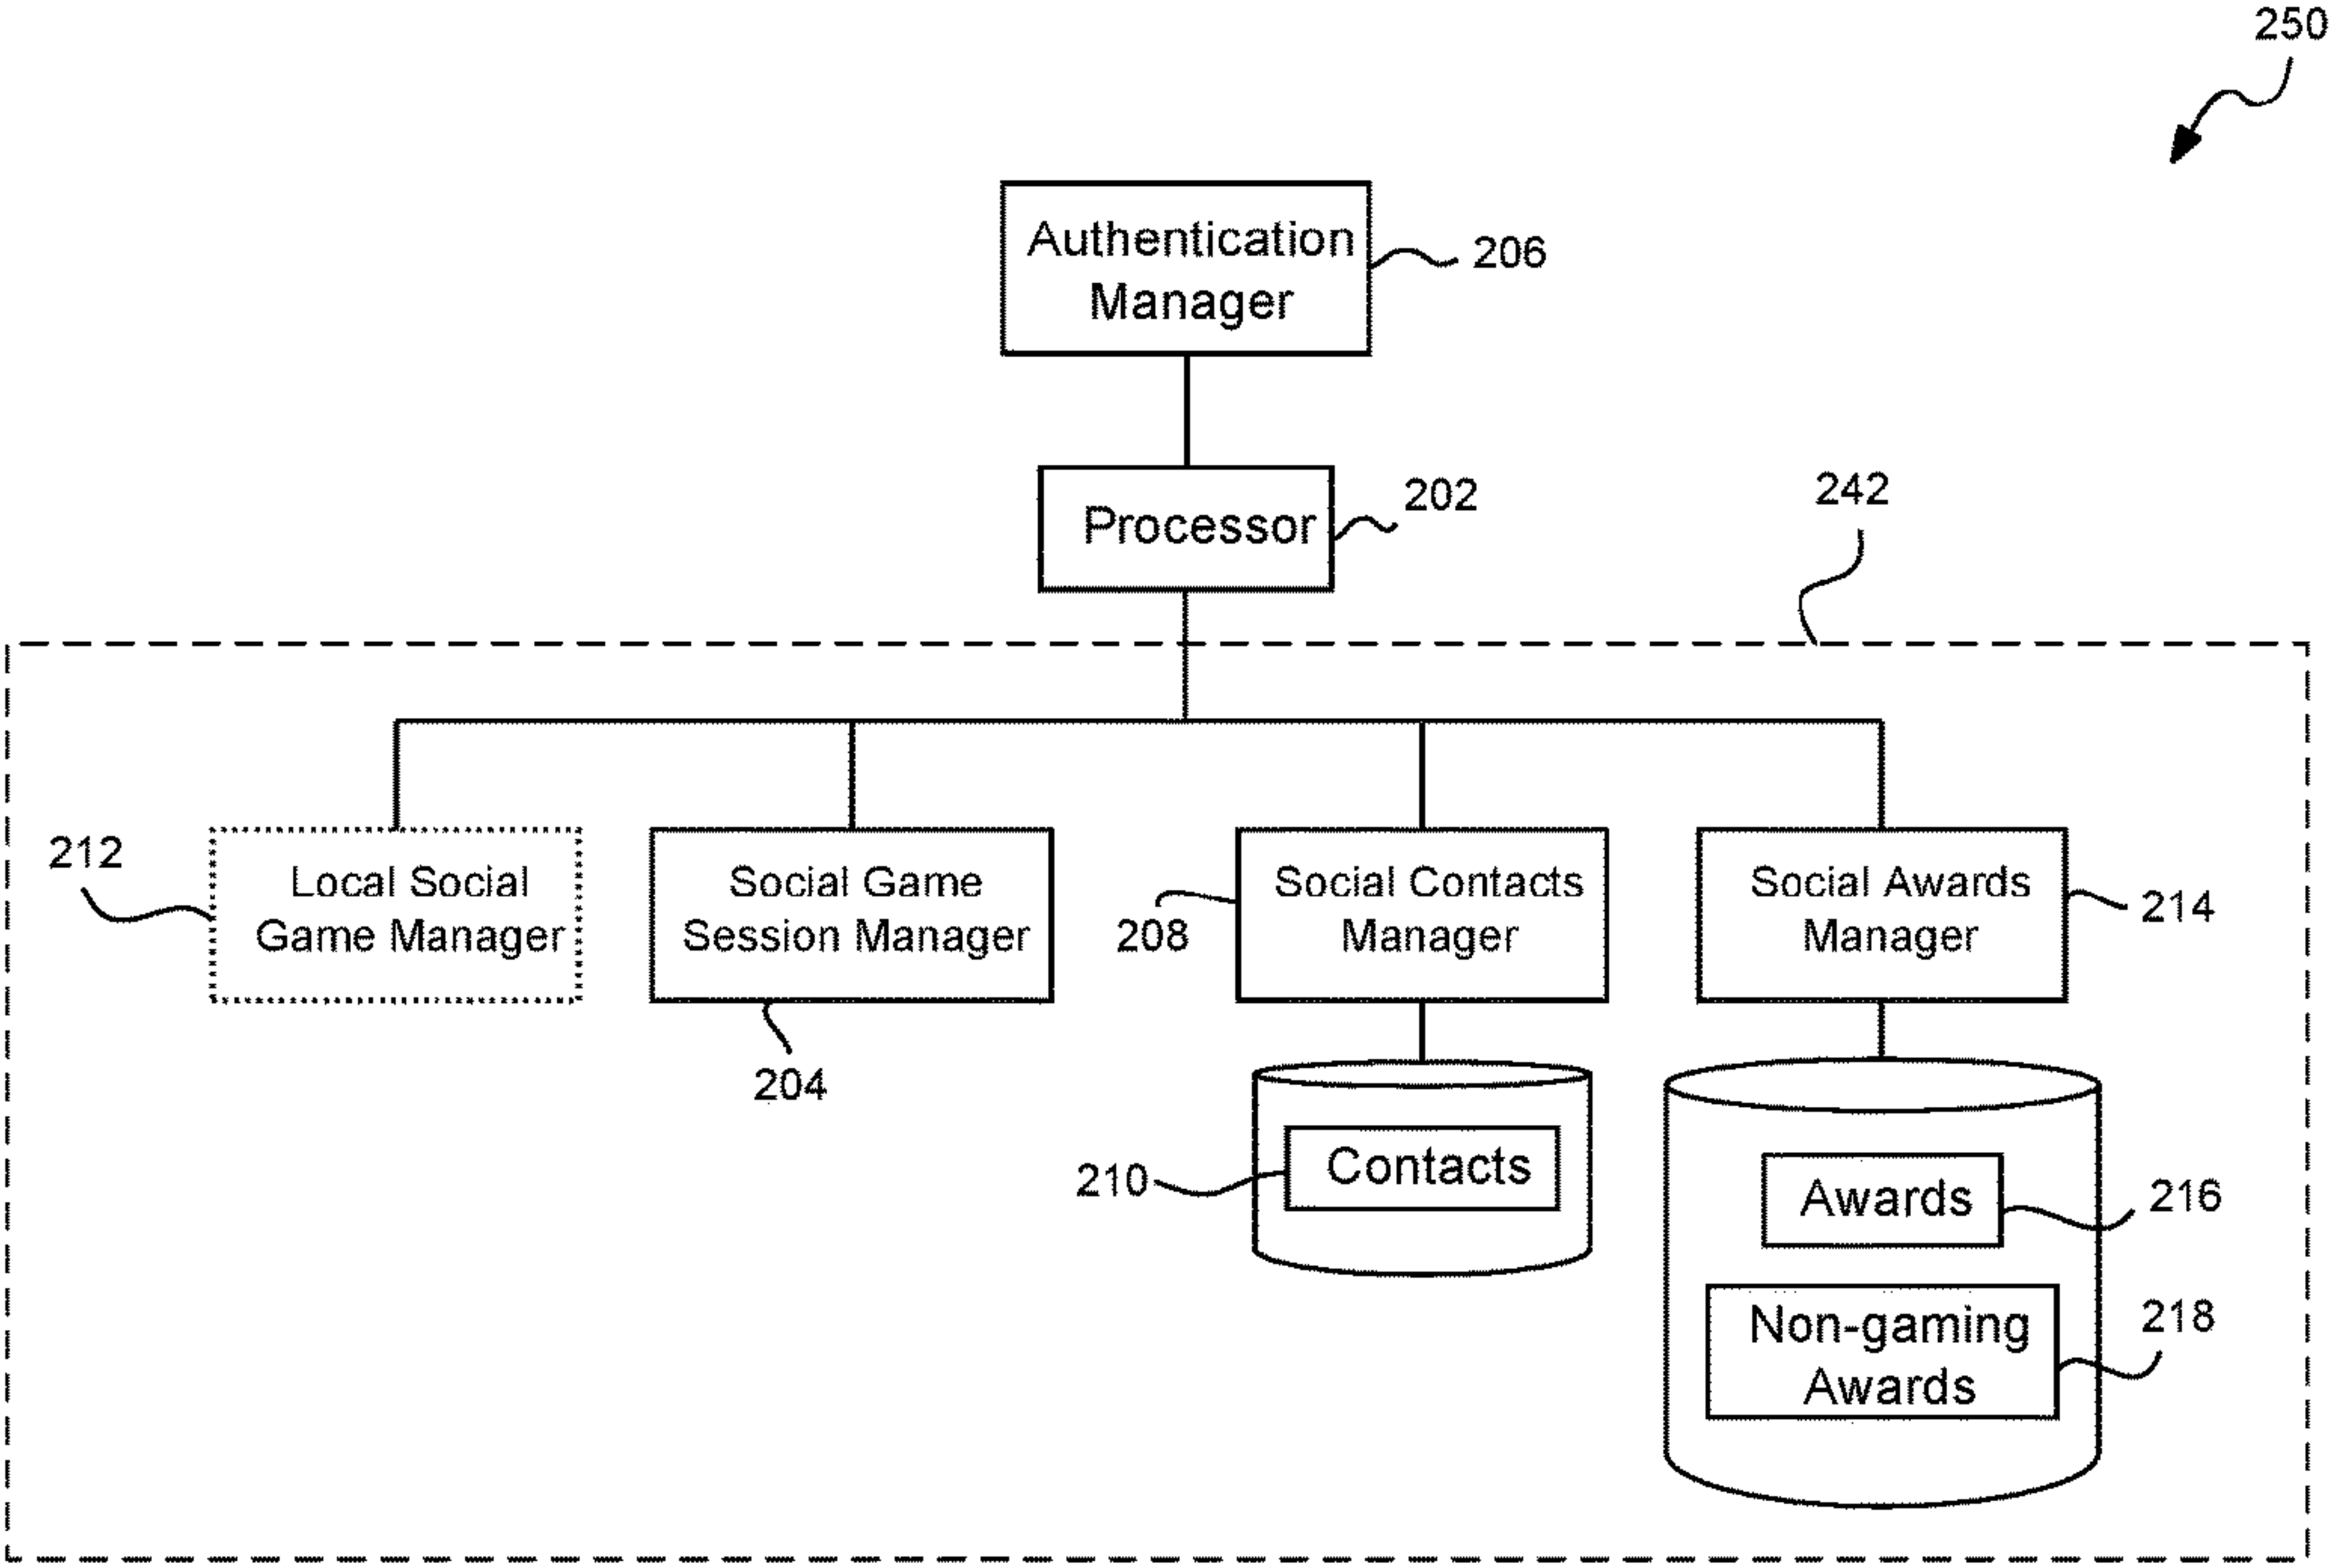 250
Authentication
Manager
206
Processor
202
242
212
Local Social
Game Manager
Social Game
Session Manager
204
Social Contacts
Manager
208
Social Awards
Manager
214
210
Contacts
Awards
216
Non-gaming
Awards
218